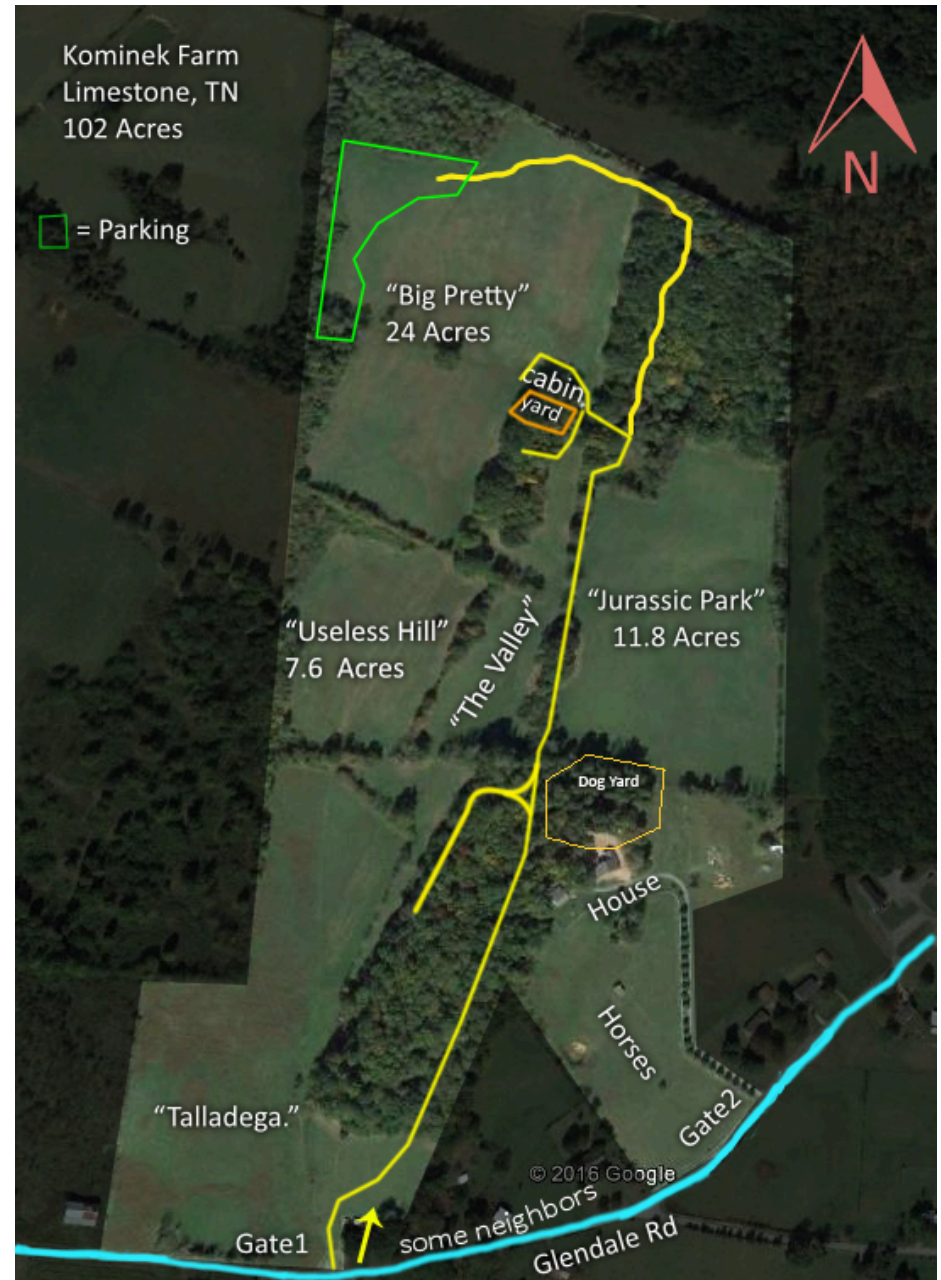 Kominek Farm
Limestone, TN
102 Acres
N
= Parking
“Big Pretty”
24 Acres
cabin
yard
“Jurassic Park”
11.8 Acres
“Useless Hill”
7.6 Acres
“The Valley”
Dog Yard
House
Horses
“Talladega.”
Gate2
© 2016 Google
some neighbors
Gate1
Glendale Rd